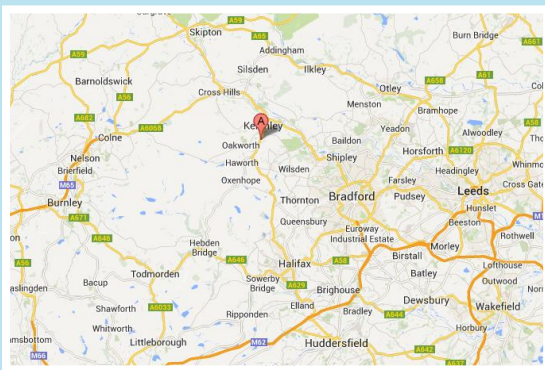 A59
Skipton
A59
A65
Burn Bridge
A661
Addingham
A59
Silsden
Ilkley
Barnoldswick
Otley
A658
A61
A56
Cross Hills
Menston
Bramhope
A682
Colne
A6068
A
Oakworth
Yeadon
Alwoodley
Baildon
Horsforth
A6120
Nelson
Haworth
Shipley
Brierfield
Wilsden
Headingley
Oxenhope
Farsley
M65
Thornton
Bradford
Pudsey
Leeds
Cross Gate
Burnley
Hunslet
A671
Queensbury
Beeston
A646
Hebden
Bridge
Euroway
Industrial Estate
Morley
Rothwell
A56
A646
Halifax
A58
Birstall
Lofthouse
Todmorden
Batley
Bacup
Sowerby
Bridge
A629
Brighouse
Outwood
Shawforth
A6033
Elland
Dewsbury
Wakefield
Ripponden
Bradley
A644
Whitworth
Horbury
Littleborough
M62
Huddersfield
A642
M66
A637